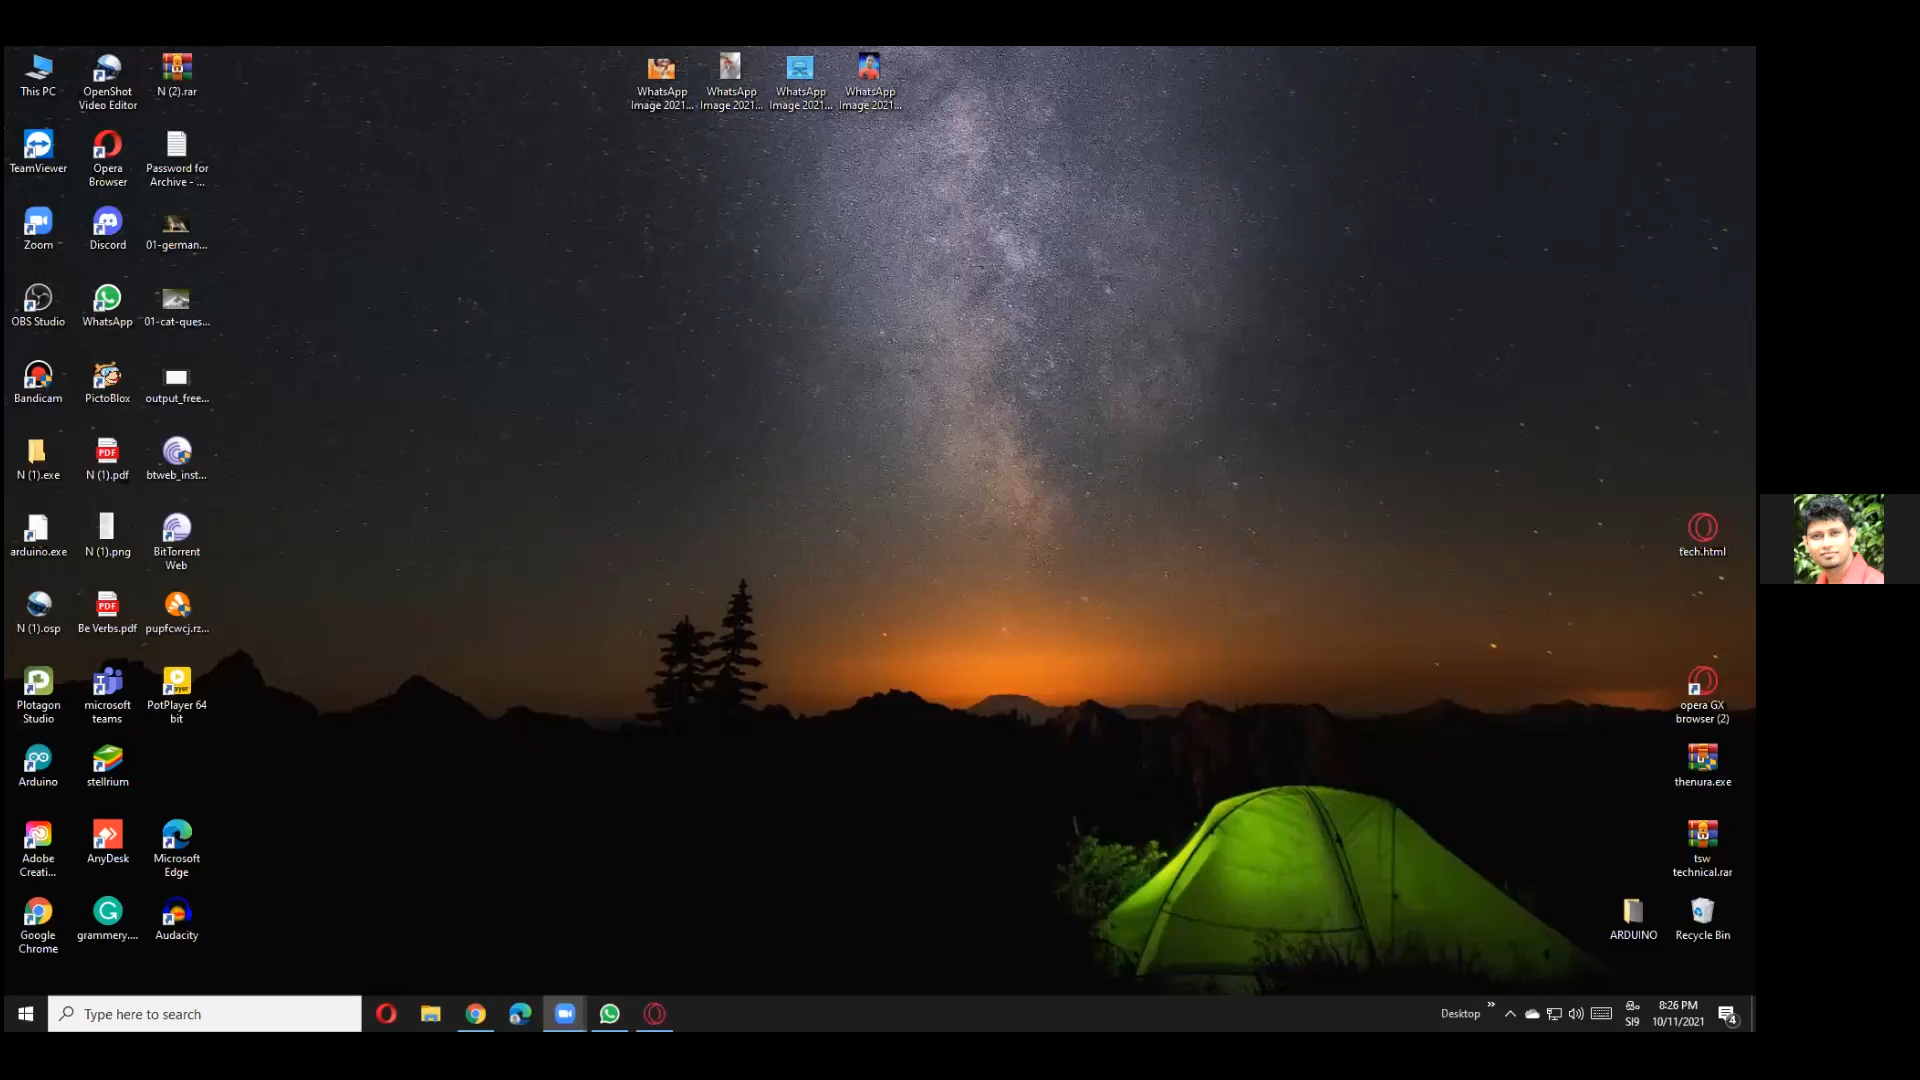 This PC
OpenShot
Video Editor
N (2).rar
WhatsApp
Image 2021...
WhatsApp
Image 2021...
WhatsApp
Image 2021...
WhatsApp
Image 2021...
TeamViewer
Opera
Browser
Password for
Archive - ...
Zoom
Discord
01-german...
OBS Studio
WhatsApp
01-cat-ques...
Bandicam
PictoBlox
output_free...
N (1).exe
N (1).pdf
btweb_inst...
arduino.exe
N (1).png
BitTorrent
Web
tech.html
N (1).osp
Be Verbs.pdf
pupfcwcj.rz...
Plotagon
Studio
microsoft
teams
PotPlayer 64
bit
opera GX
browser (2)
Arduino
stellrium
thenura.exe
Adobe
Creati...
AnyDesk
Microsoft
Edge
tsw
technical.rar
Google
Chrome
grammery....
Audacity
ARDUINO
Recycle Bin
Type here to search
Desktop
SI9
8:26 PM
10/11/2021
4